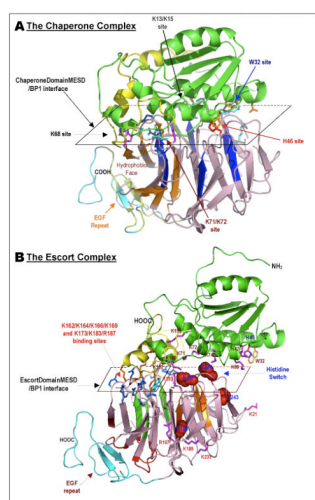 A The Chaperone Complex
K13/K15
site
W32 site
ChaperoneDomainMESD
/BP1 interface
K68 site
H46 site
COOH
Hydrophobic
Face
EGF
Repeat
K71/K72
site
B The Escort Complex
NH2
HOOC
K162/K164/K166/K169
and K173/K183/R187
binding sites
K71
W32
Histidine
Switch
EscortDomainMESD
/BP1 interface
K21
HOOC
K189
EGF
repeat